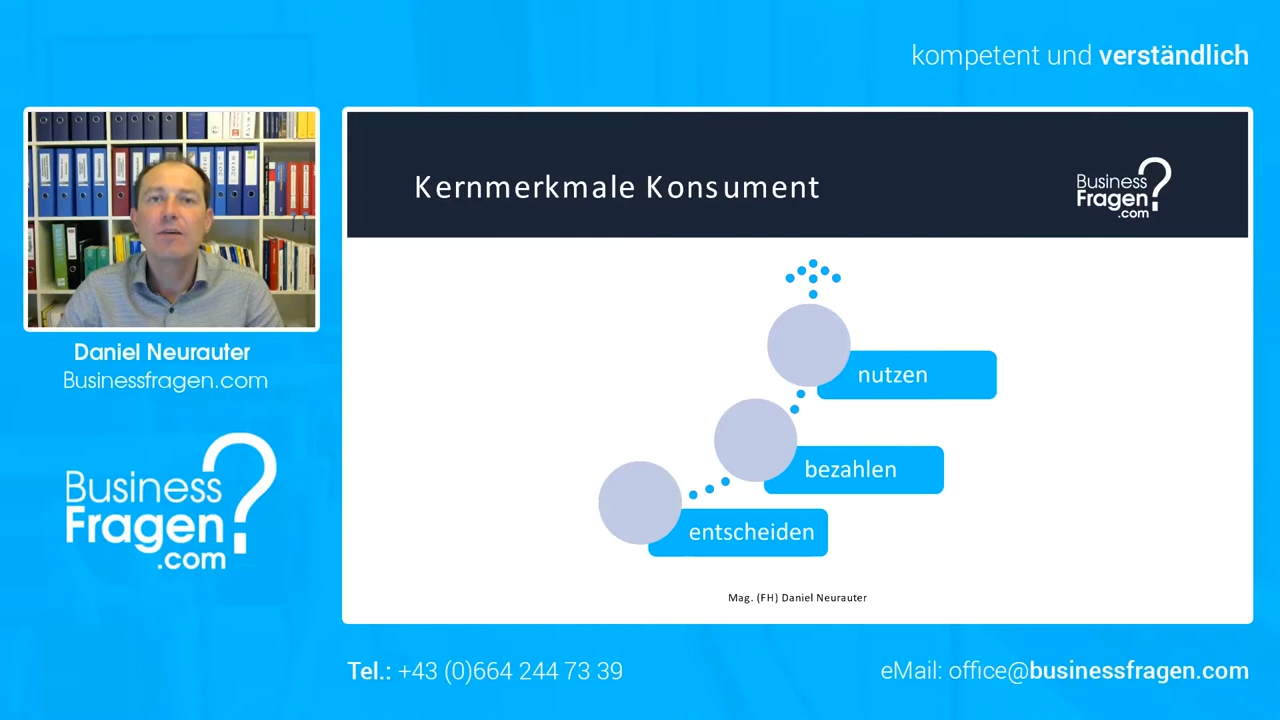 kompetent und verständlich
Daniel Neurauter
Businessfragen.com
Business
Fragen
.com
?
Kernmerkmale Konsument
Business
Fragen
.com
?
nutzen
bezahlen
entscheiden
Mag. (FH) Daniel Neurauter
Tel.: +43 (0)664 244 73 39
eMail: office@businessfragen.com